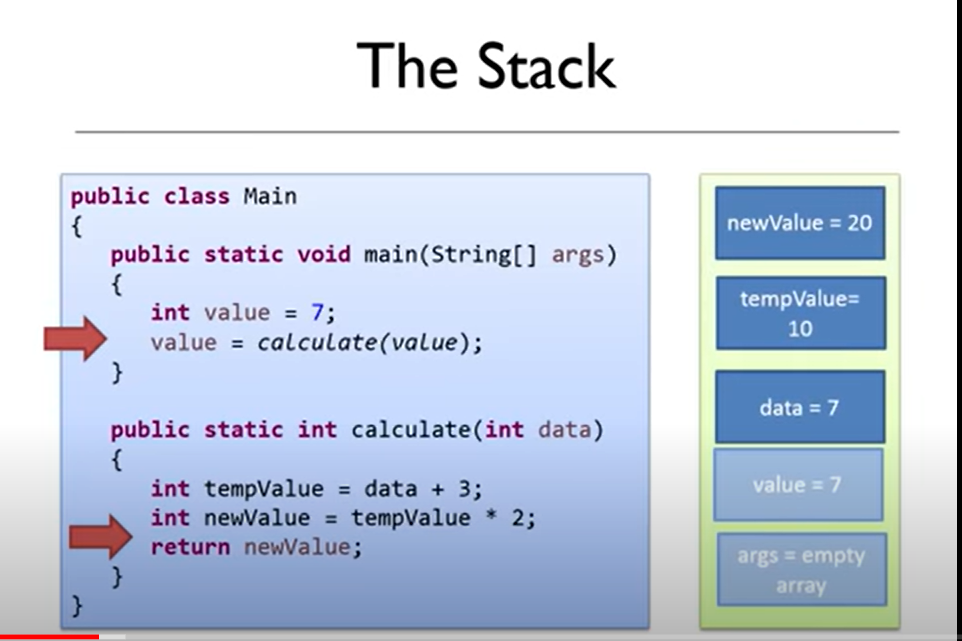 The Stack
public class Main
{
public static void main(String[] args)
{
int value = 7;
value = calculate(value);
}
public static int calculate(int data)
{
int tempValue = data + 3;
int newValue = tempValue * 2;
return newValue;
}
}
newValue = 20
tempValue=
10
data = 7
value = 7
args = empty
array